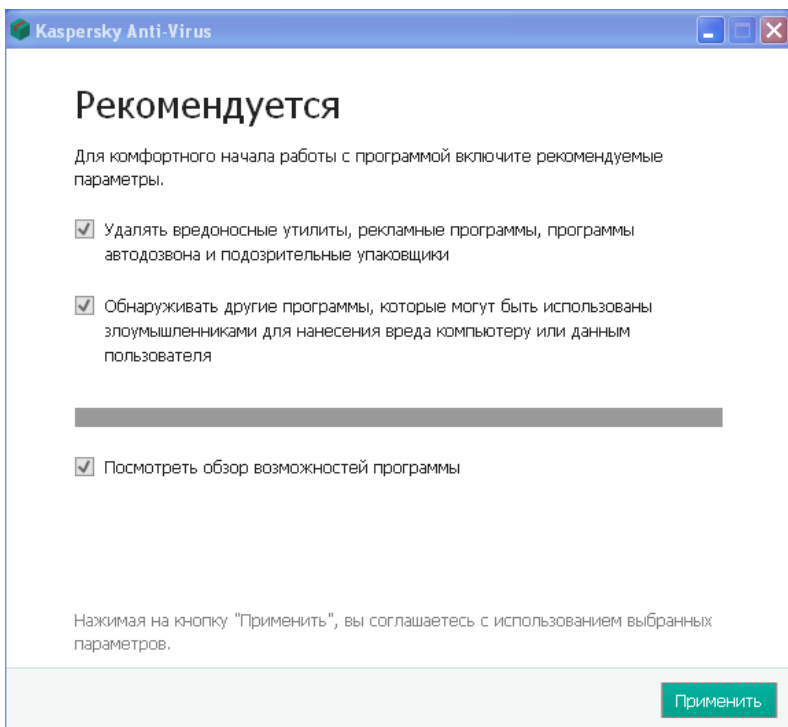 Kaspersky Anti-Virus
Рекомендуется
Для комфортного начала работы с программой включите рекомендуемые
параметры.
Удалять вредоносные утилиты, рекламные программы, программы
автодозвона и подозрительные упаковщики
Обнаруживать другие программы, которые могут быть использованы
злоумышленниками для нанесения вреда компьютеру или данным
пользователя
Посмотреть обзор возможностей программы
Нажимая на кнопку "Применить", вы соглашаетесь с использованием выбранных
параметров.
Применить